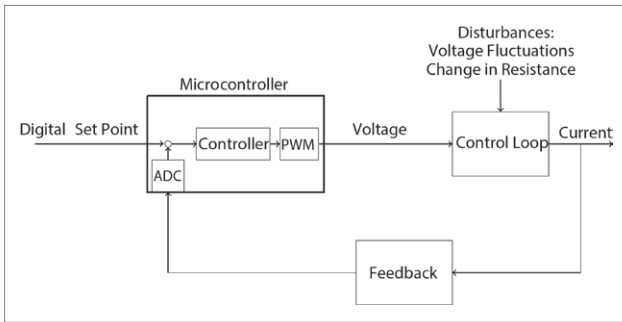 Disturbances:
Voltage Fluctuations
Change in Resistance
Microcontroller
Digital Set Point
Controller
PWM
Voltage
Control Loop
Current
ADC
Feedback